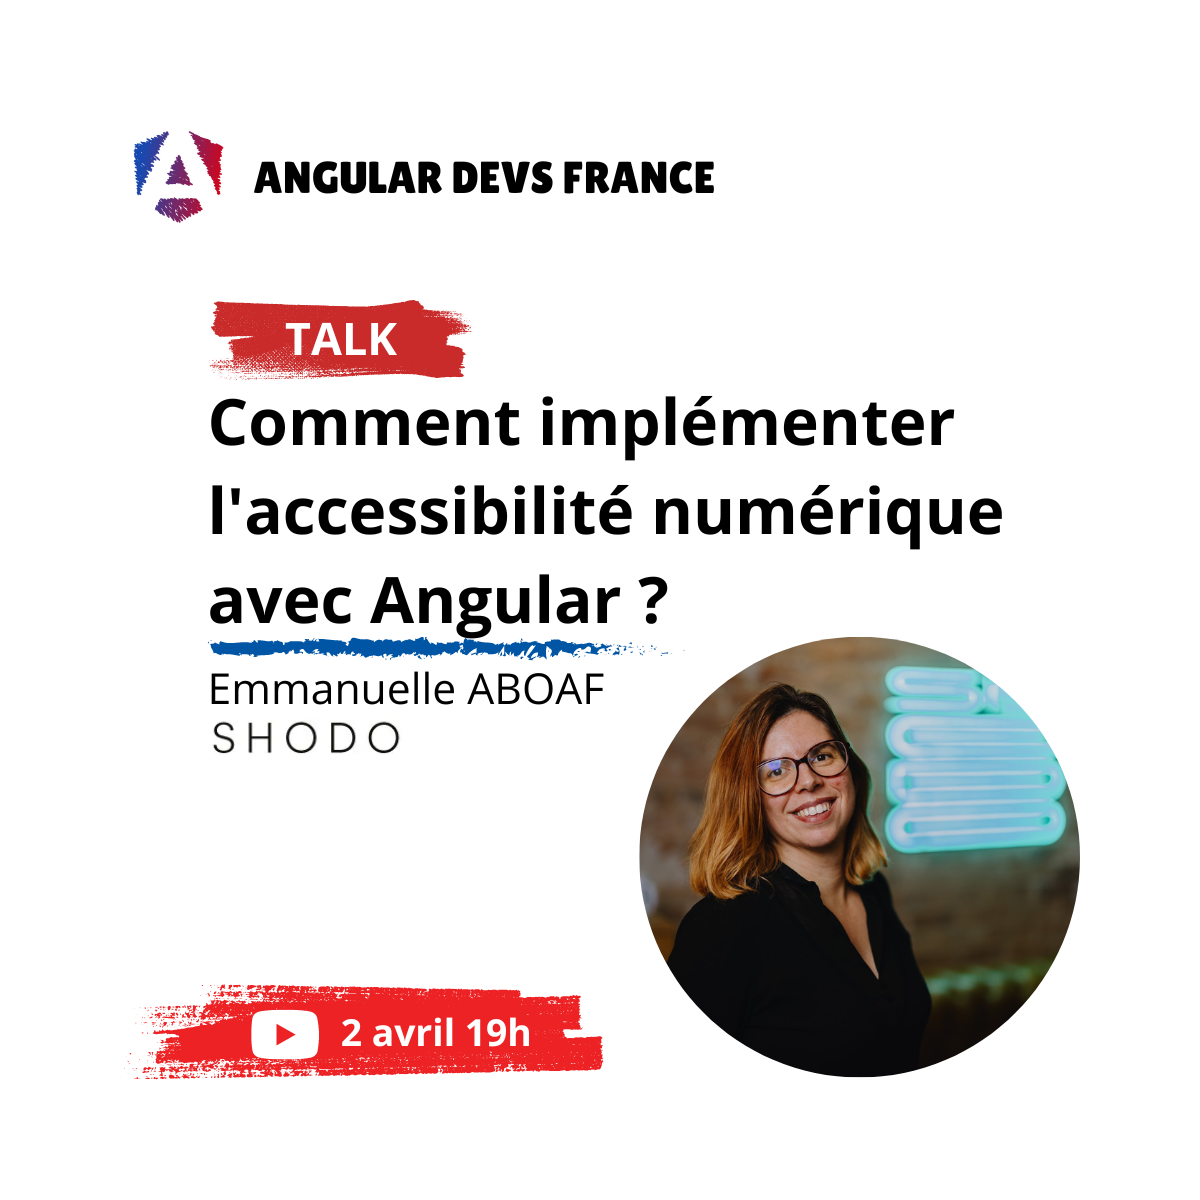 ANGULAR DEVS FRANCE
TALK
Comment implémenter
l'accessibilité numérique
avec Angular ?
Emmanuelle ABOAF
SHODO
2 avril 19h